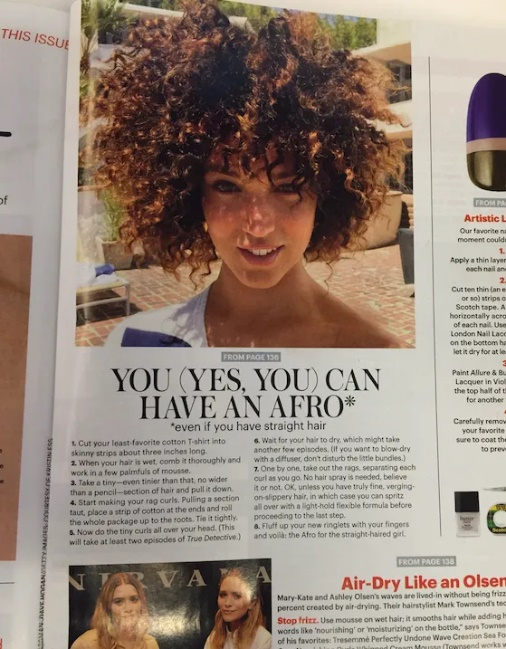 THIS ISSUE
of
FROM PAGE 136
YOU (YES, YOU) CAN
HAVE AN AFRO*
*even if you have straight hair
1. Cut your least-favorite cotton T-shirt into
skinny strips about three inches long.
2. When your hair is wet, comb it thoroughly and
work in a few palmfuls of mousse.
3. Take a tiny—even tinier than that, no wider
than a pencil—section of hair and pull it down.
4. Start making your rag curls. Pulling a section
taut, place a strip of cotton at the ends and roll
the whole package up to the roots. Tie it tightly.
5. Now do the tiny curls all over your head. (This
will take at least two episodes of True Detective.)
6. Wait for your hair to dry, which might take
another few episodes. (If you want to blow-dry
with a diffuser, don't disturb the little bundles.)
7. One by one, take out the rags, separating each
curl as you go. No hair spray is needed, believe
it or not. OK, unless you have truly fine, verging-
on-slippery hair, in which case you can spritz
all over with a light flexible formula before
proceeding to the last step.
8. Fluff up your new ringlets with your fingers
and voilà: the Afro for the straight-haired girl.
NIRVANA
FROM PAGE 138
Air-Dry Like an Olsen
Mary-Kate and Ashley Olsen's waves are lived-in without being frizz
percent created by air-drying. Their hairstylist Mark Townsend's tec
Stop frizz. Use mousse on wet hair; it smooths hair while adding h
words like 'nourishing' or 'moisturizing' on the bottle," says Townse
of his favorites: Tresemmé Perfectly Undone Wave Creation Sea Fo
FROM PA
Artistic L
Our favorite na
moment could
1.
Apply a thin layer
each nail an
2.
Cut ten thin (an e
or so) strips o
Scotch tape. A
horizontally acro
of each nail. Use
London Nail Lacq
on the bottom ha
let it dry for at lea
3
Paint Allure & Bu
Lacquer in Viol
the top half of t
for another
4
Carefully remov
your favorite
sure to coat the
to preve